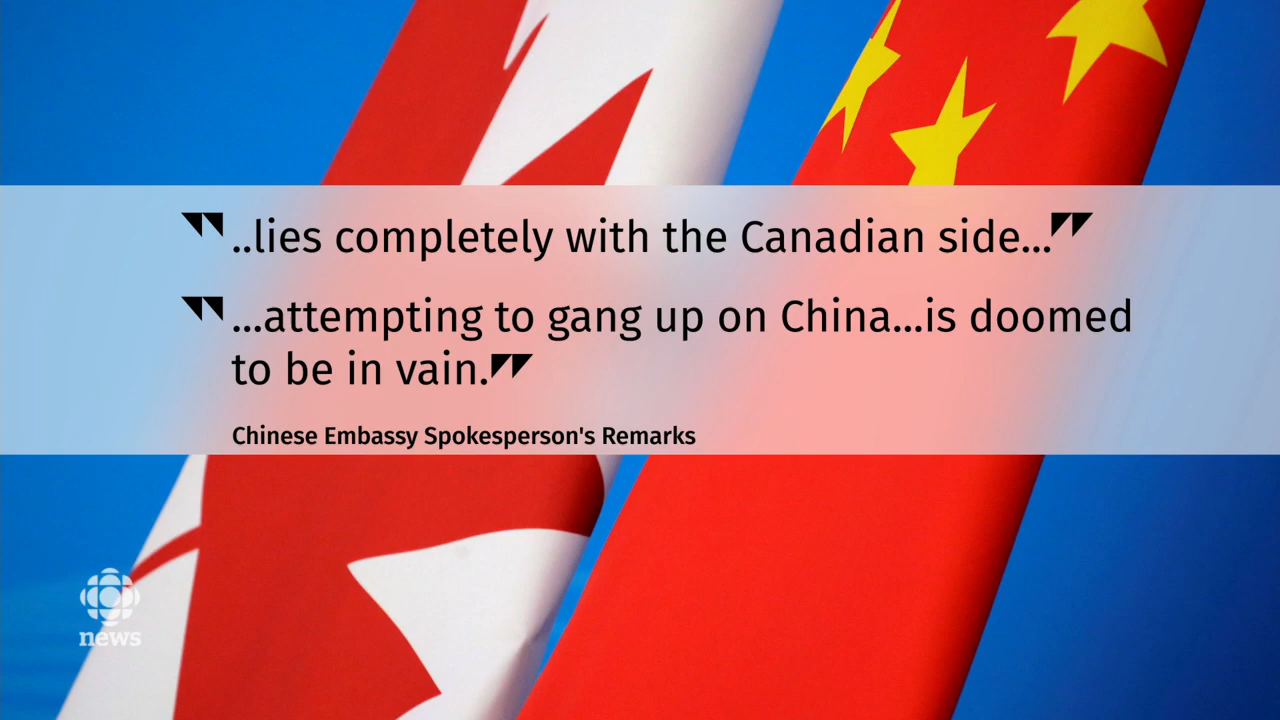 "..lies completely with the Canadian side..."
"...attempting to gang up on China...is doomed
to be in vain."
Chinese Embassy Spokesperson's Remarks
news